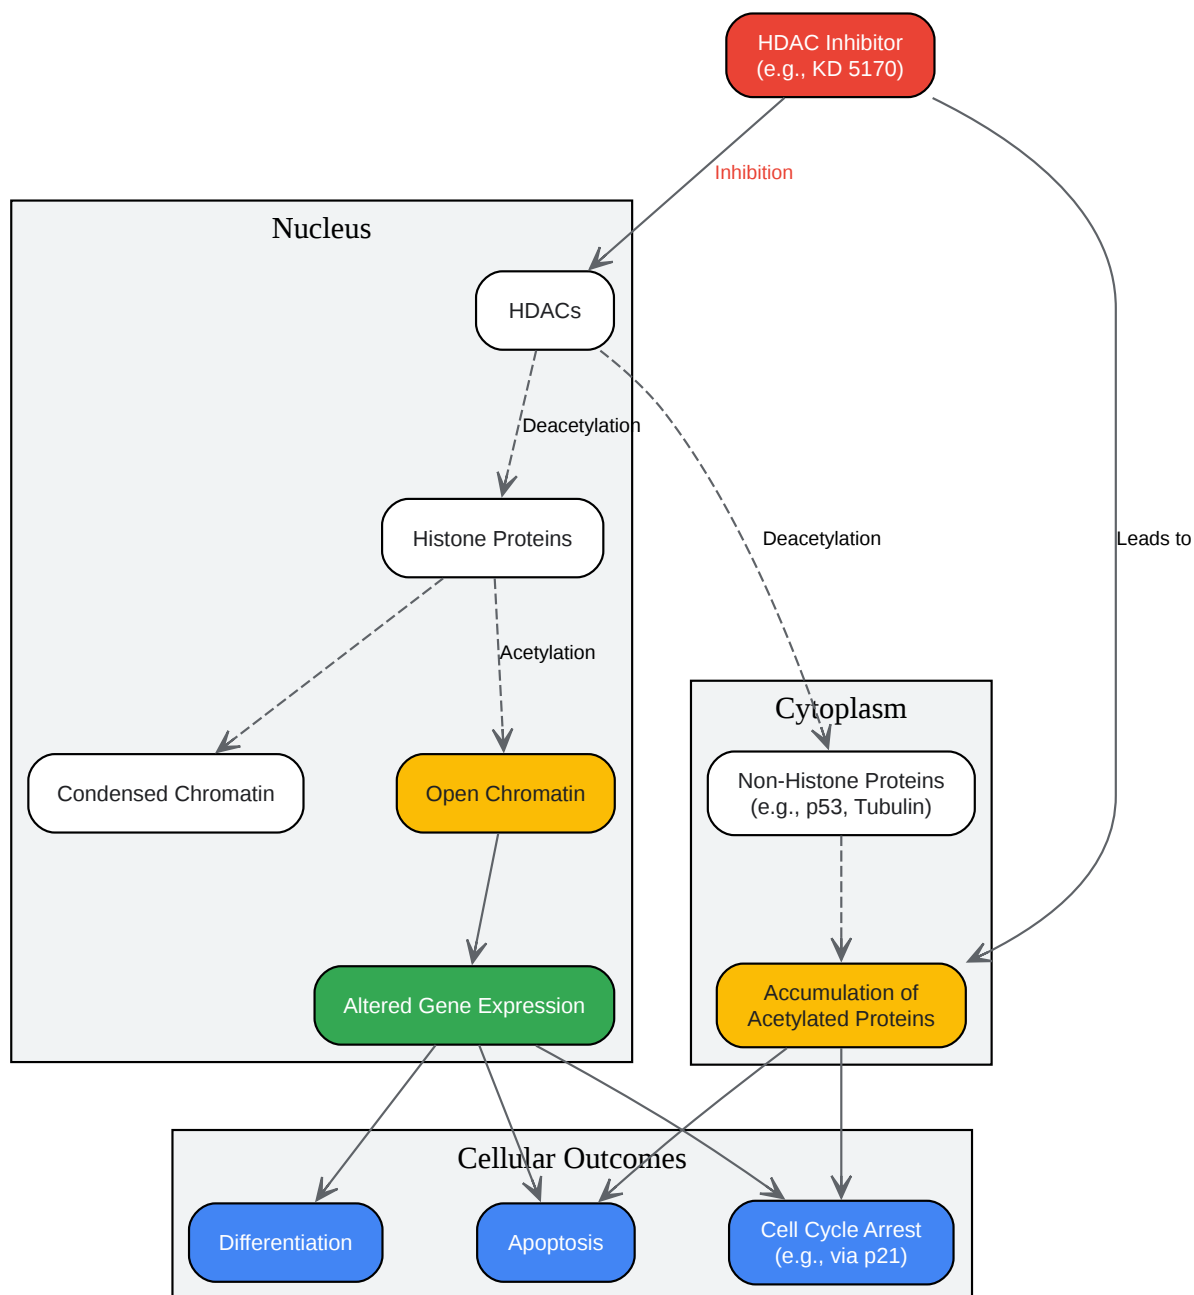 HDAC Inhibitor
(e.g., KD 5170)
Inhibition
Nucleus
HDACs
Deacetylation
Histone Proteins
Deacetylation
Leads to
Acetylation
Cytoplasm
Condensed Chromatin
Open Chromatin
Non-Histone Proteins
(e.g., p53, Tubulin)
Altered Gene Expression
Accumulation of
Acetylated Proteins
Cellular Outcomes
Differentiation
Apoptosis
Cell Cycle Arrest
(e.g., via p21)